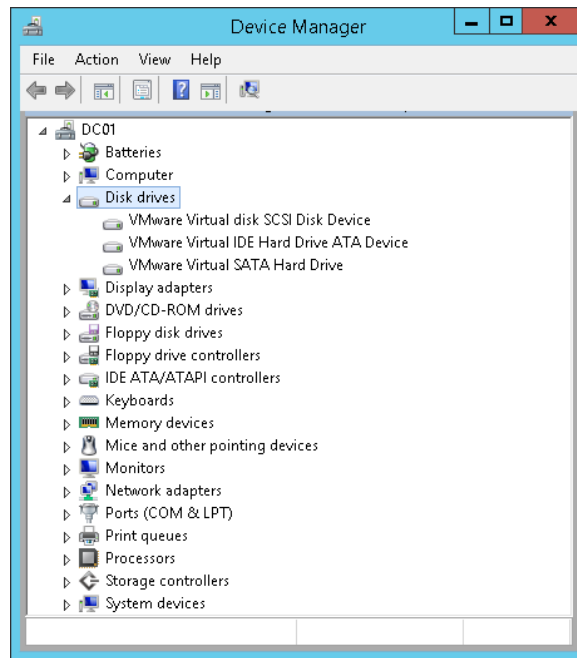 Device Manager
File Action View Help
DC01
Batteries
Computer
Disk drives
VMware Virtual disk SCSI Disk Device
VMware Virtual IDE Hard Drive ATA Device
VMware Virtual SATA Hard Drive
Display adapters
DVD/CD-ROM drives
Floppy disk drives
Floppy drive controllers
IDE ATA/ATAPI controllers
Keyboards
Memory devices
Mice and other pointing devices
Monitors
Network adapters
Ports (COM & LPT)
Print queues
Processors
Storage controllers
System devices